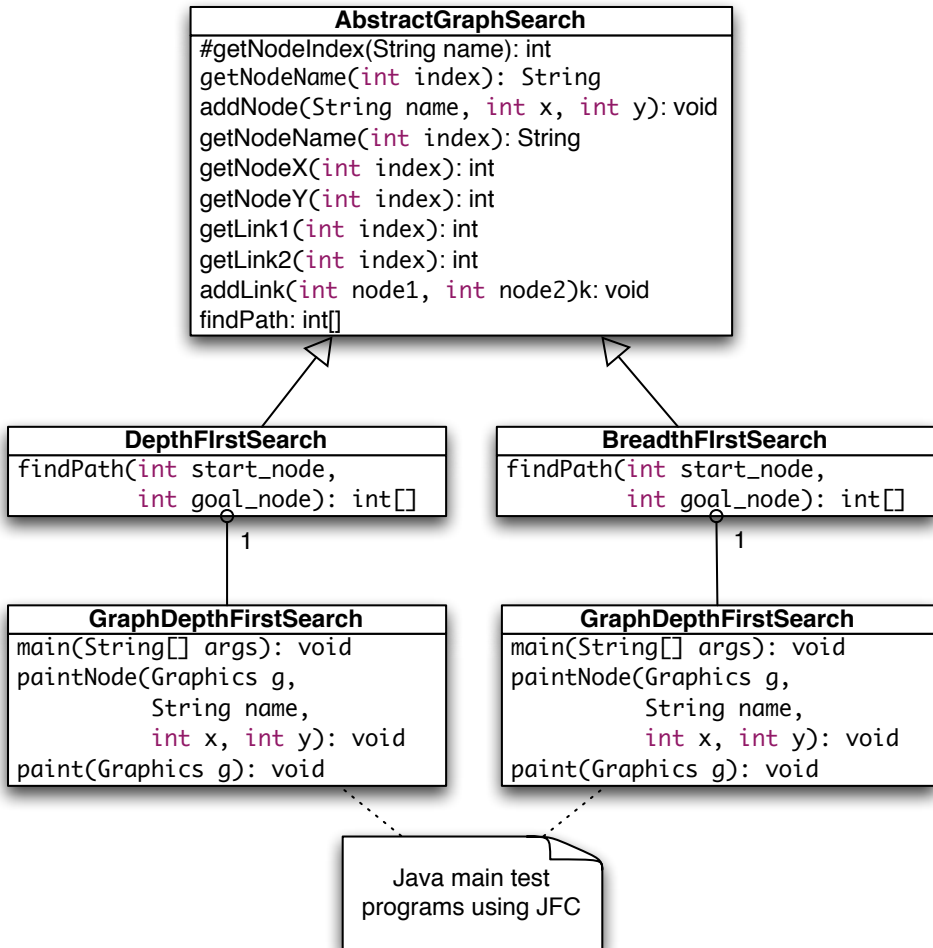 AbstractGraphSearch
#getNodeIndex(String name): int
getNodeName(int index): String
addNode(String name, int x, int y): void
getNodeName(int index): String
getNodeX(int index): int
getNodeY(int index): int
getLink1(int index): int
getLink2(int index): int
addLink(int node1, int node2)k: void
findPath: int[]
DepthFIrstSearch
findPath(int start_node,
int goal_node): int[]
1
BreadthFIrstSearch
findPath(int start_node,
int goal_node): int[]
1
GraphDepthFirstSearch
main(String[] args): void
paintNode(Graphics g,
String name,
int x, int y): void
paint(Graphics g): void
GraphDepthFirstSearch
main(String[] args): void
paintNode(Graphics g,
String name,
int x, int y): void
paint(Graphics g): void
Java main test
programs using JFC